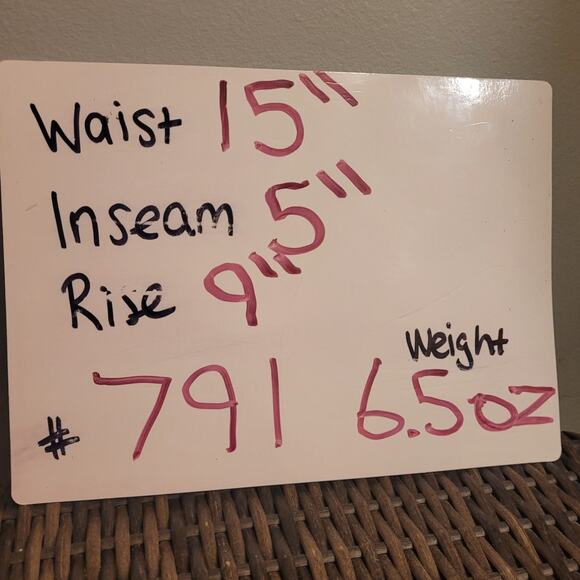 Waist 15"
Inseam 5"
Rise 9"
Weight
# 791 6.5oz